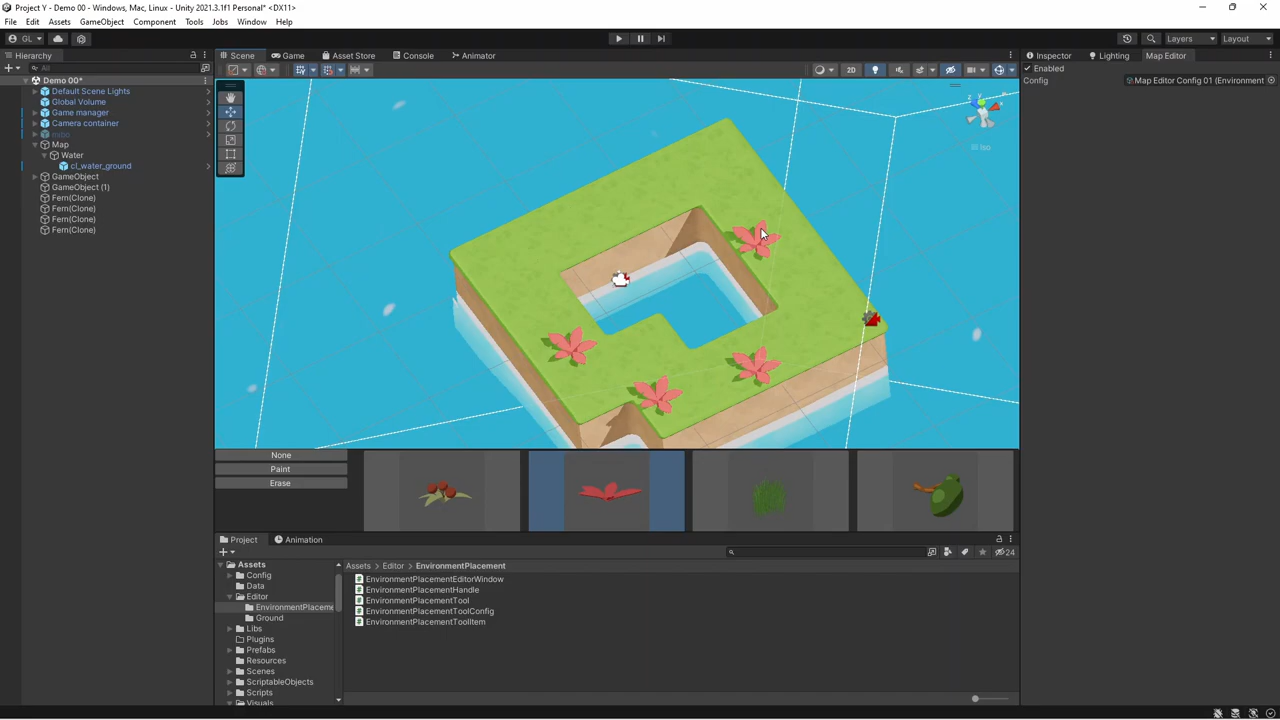 Project Y - Demo 00* - Windows, Mac, Linux - Unity 2021.3.1f1 Personal* <DX11>
File Edit Assets GameObject Component Tools Jobs Window Help
GL
Layers Layout
Hierarchy
Scene Game Asset Store Console Animator
Inspector Lighting Map Editor
All
2D
Enabled
Config Map Editor Config 01 (Environment
Demo 00*
Default Scene Lights
Global Volume
Game manager
Camera container
mibo
Map
Water
cl_water_ground
GameObject
GameObject (1)
Fern(Clone)
Fern(Clone)
Fern(Clone)
Fern(Clone)
Iso
None
Paint
Erase
Project Animation
24
Assets
Config
Data
Editor
EnvironmentPlaceme
Ground
Libs
Plugins
Prefabs
Resources
Scenes
ScriptableObjects
Scripts
Visuals
Assets Editor EnvironmentPlacement
EnvironmentPlacementEditorWindow
EnvironmentPlacementHandle
EnvironmentPlacementTool
EnvironmentPlacementToolConfig
EnvironmentPlacementToolItem